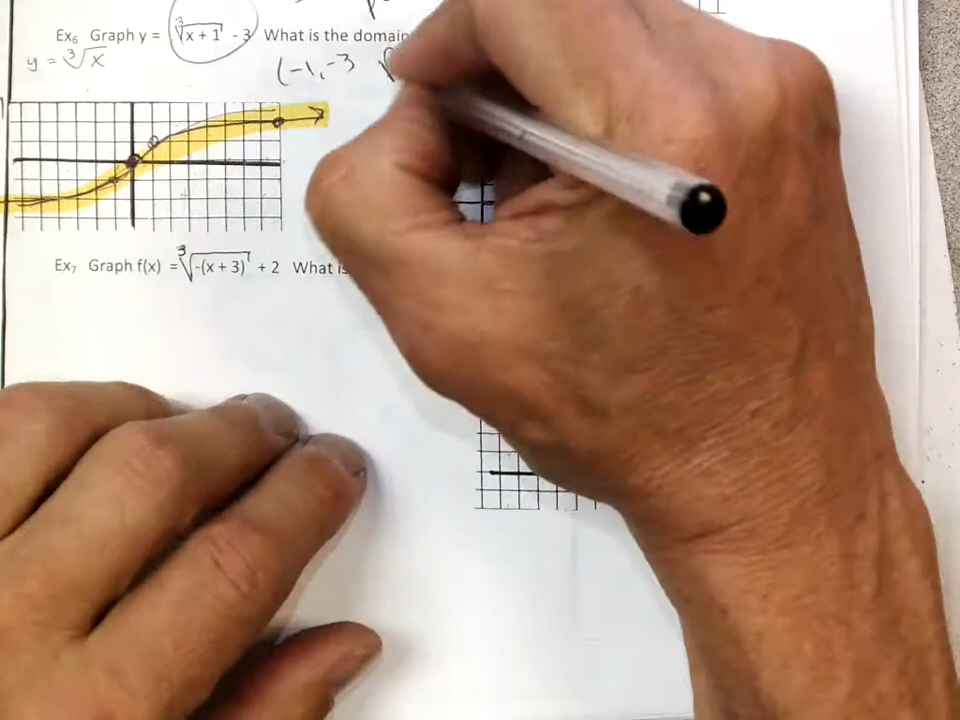 Ex₆ Graph y = ∛(x + 1) - 3 What is the domain
y = ∛x
(-1, -3
Ex₇ Graph f(x) = ∛(-(x + 3)) + 2 What is